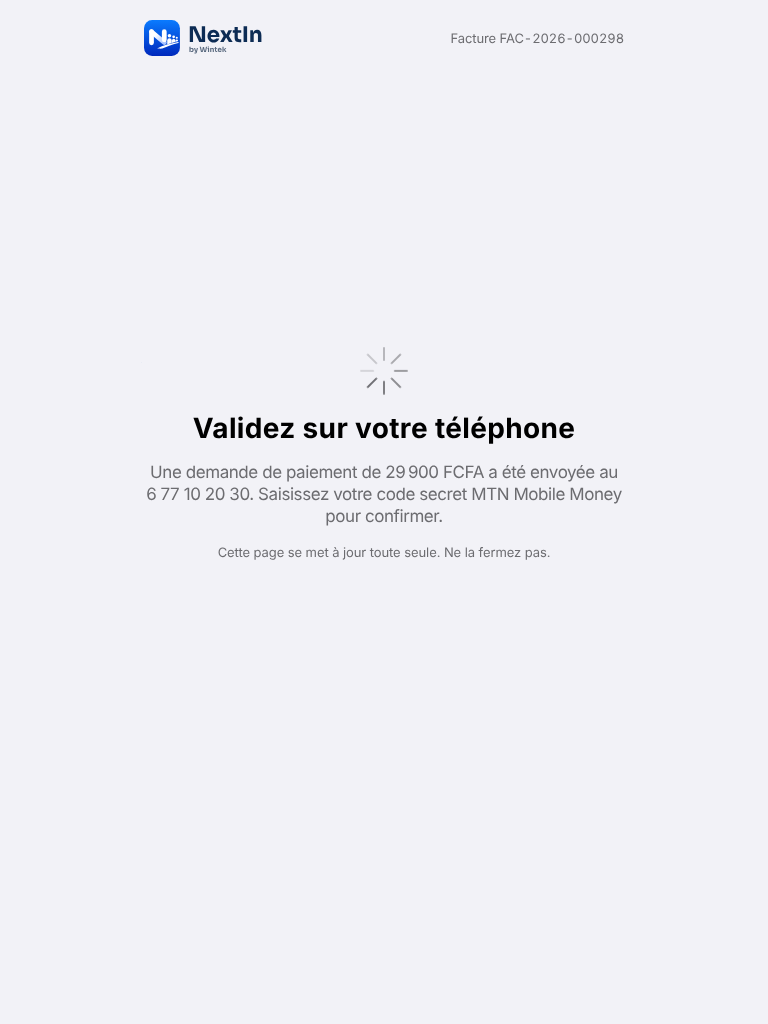 NextIn
by Wintek
Facture FAC-2026-000298
Validez sur votre téléphone
Une demande de paiement de 29 900 FCFA a été envoyée au
6 77 10 20 30. Saisissez votre code secret MTN Mobile Money
pour confirmer.
Cette page se met à jour toute seule. Ne la fermez pas.